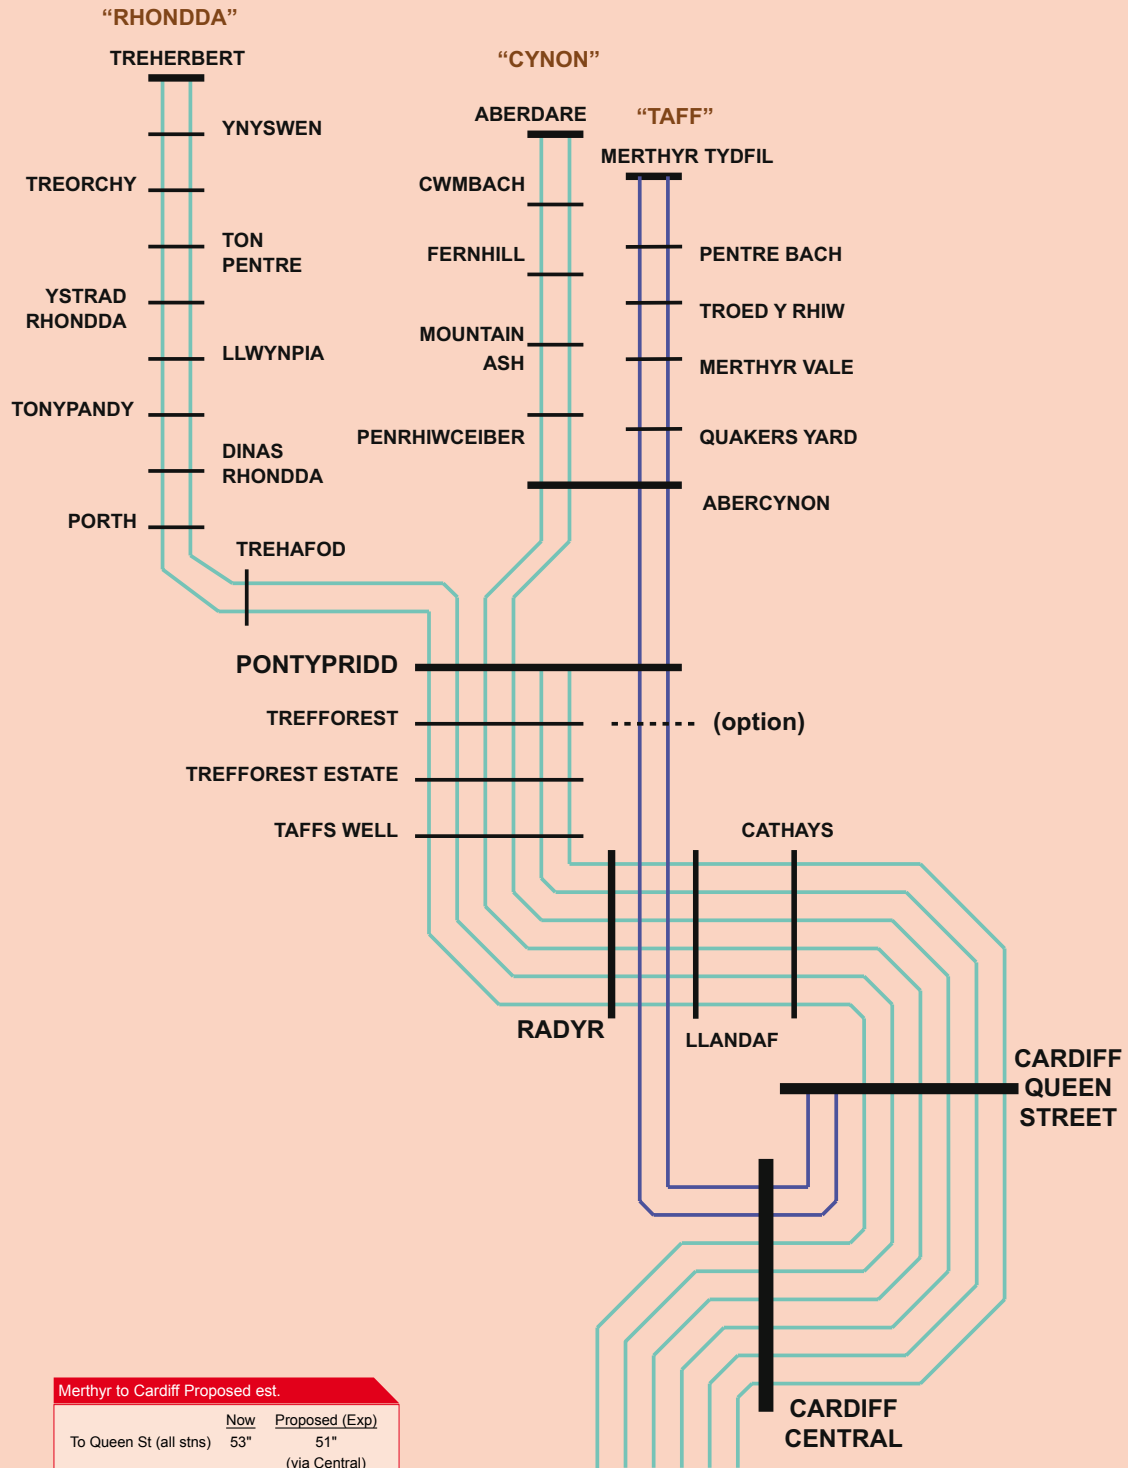 “RHONDDA”
TREHERBERT
“CYNON”
ABERDARE
“TAFF”
MERTHYR TYDFIL
YNYSWEN
TREORCHY
TON
PENTRE
YSTRAD
RHONDDA
LLWYNPIA
TONYPANDY
DINAS
RHONDDA
PORTH
TREHAFOD
CWMBACH
FERNHILL
MOUNTAIN
ASH
PENRHIWCEIBER
PENTRE BACH
TROED Y RHIW
MERTHYR VALE
QUAKERS YARD
ABERCYNON
PONTYPRIDD
TREFFOREST
(option)
TREFFOREST ESTATE
TAFFS WELL
CATHAYS
RADYR
LLANDAF
CARDIFF
QUEEN
STREET
CARDIFF
CENTRAL
Merthyr to Cardiff Proposed est.
Now Proposed (Exp)
To Queen St (all stns) 53" 51"
(via Central)